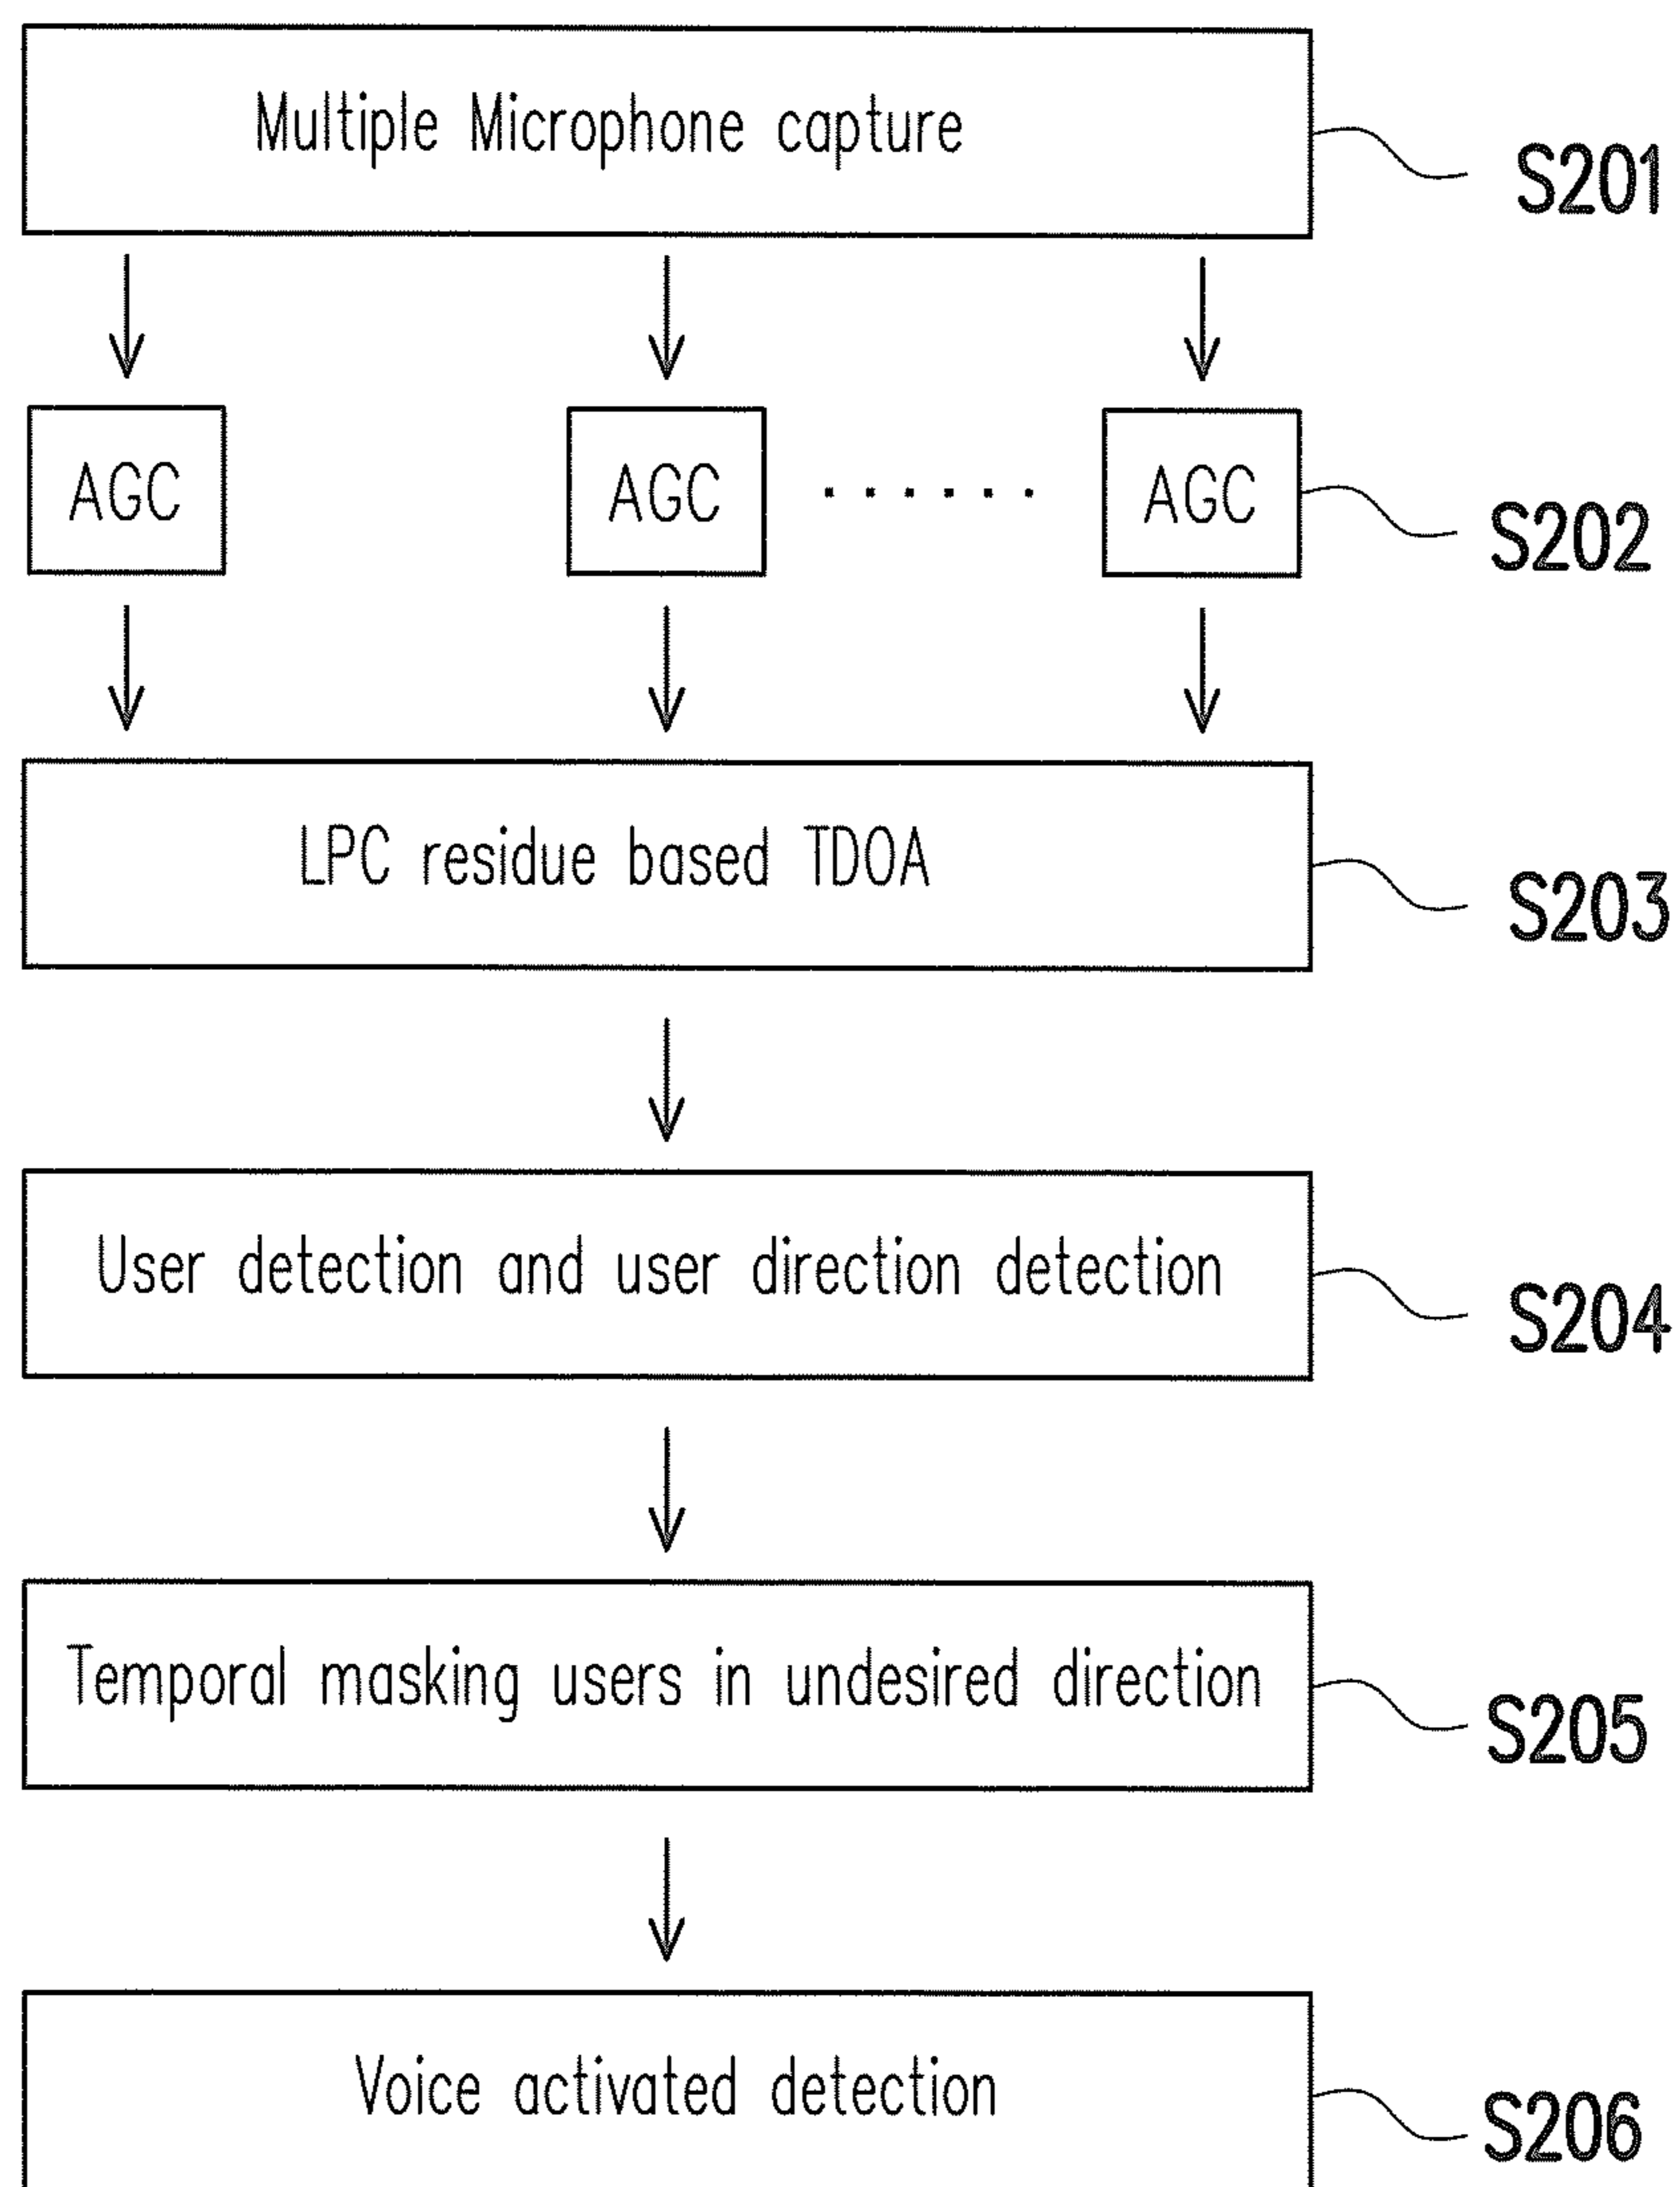 Multiple Microphone capture
S201
AGC AGC ...... AGC
S202
LPC residue based TDOA
S203
User detection and user direction detection
S204
Temporal masking users in undesired direction
S205
Voice activated detection
S206